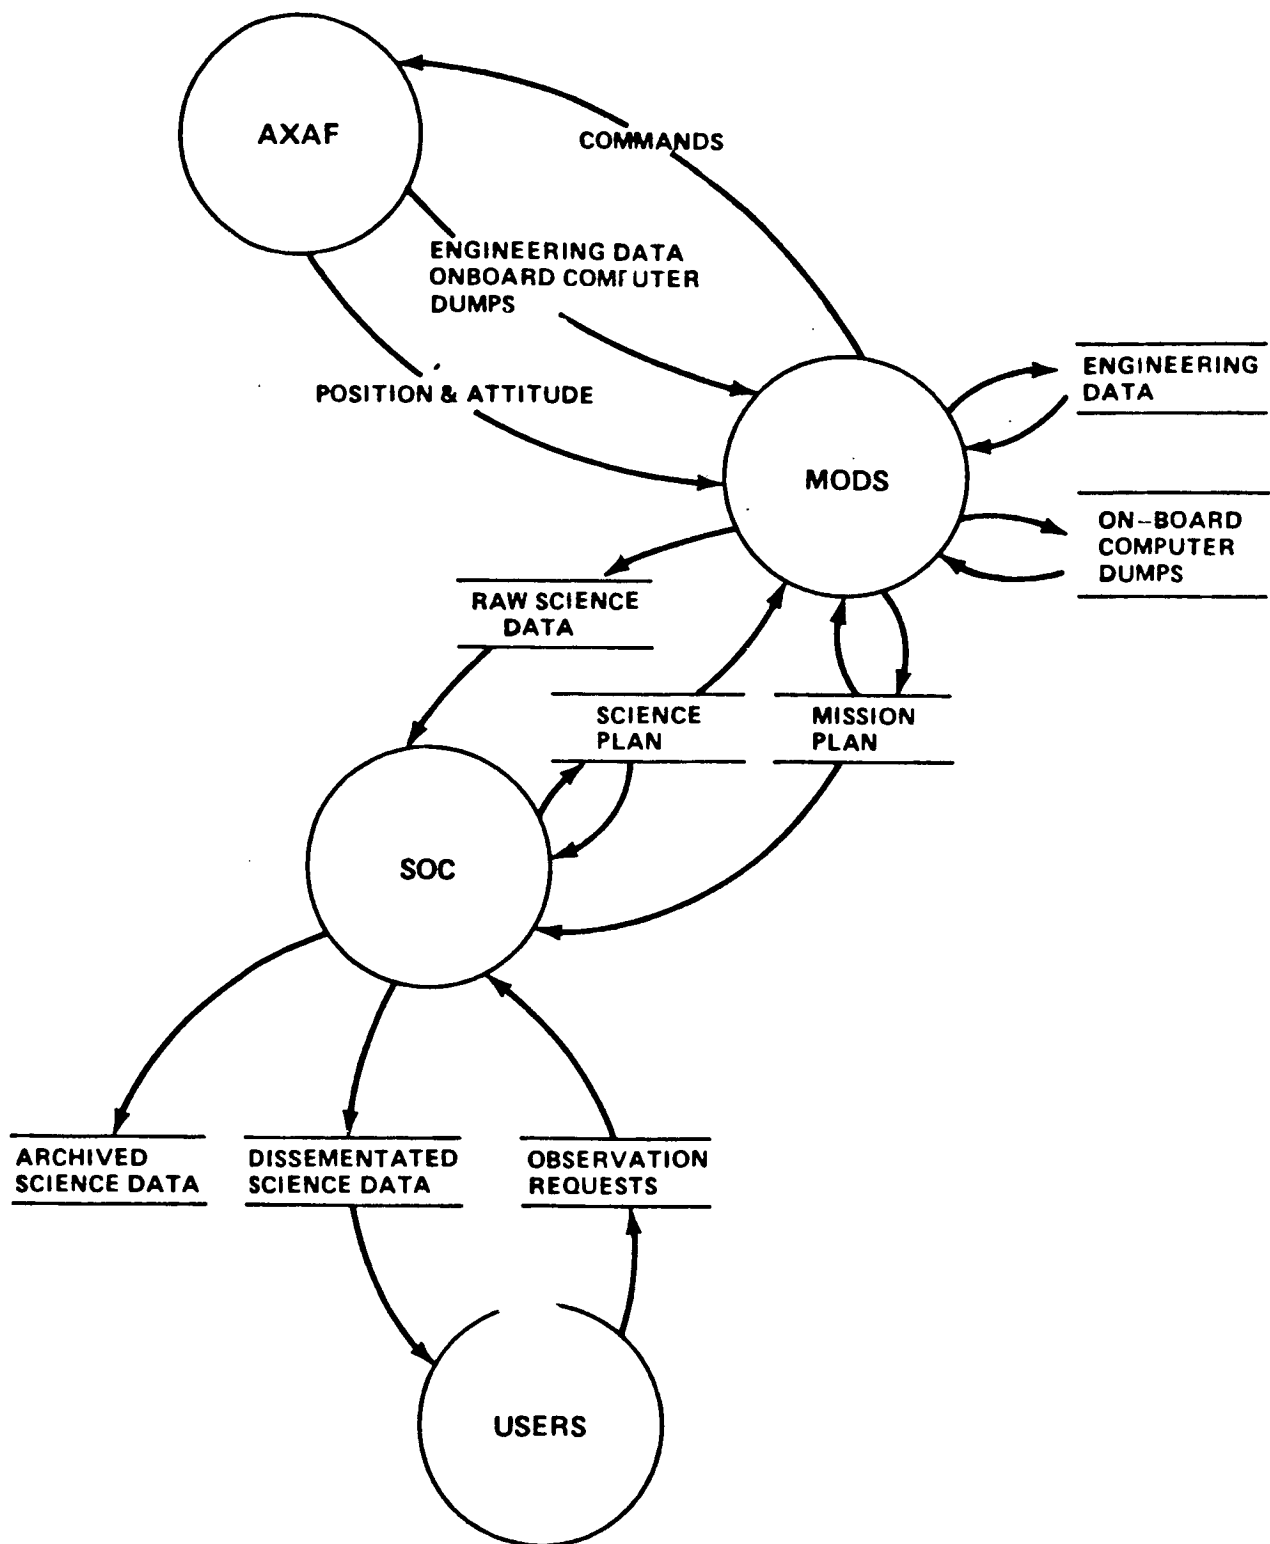 AXAF
COMMANDS
ENGINEERING DATA
ONBOARD COMPUTER
DUMPS
POSITION & ATTITUDE
ENGINEERING
DATA
MODS
ON-BOARD
COMPUTER
DUMPS
RAW SCIENCE
DATA
SCIENCE
PLAN
MISSION
PLAN
SOC
ARCHIVED
SCIENCE DATA
DISSEMENTATED
SCIENCE DATA
OBSERVATION
REQUESTS
USERS